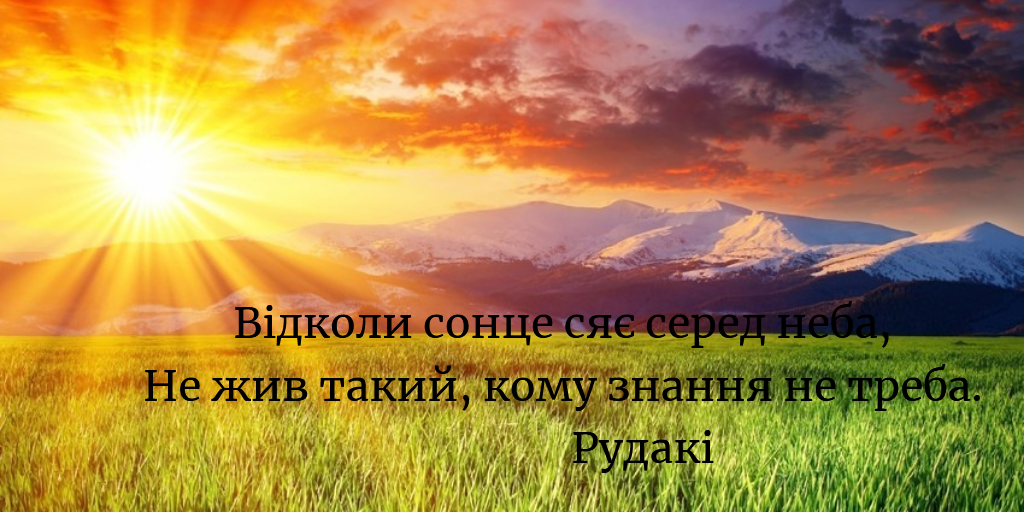 Відколи сонце сяє серед неба,
Не жив такий, кому знання не треба.
Рудакі